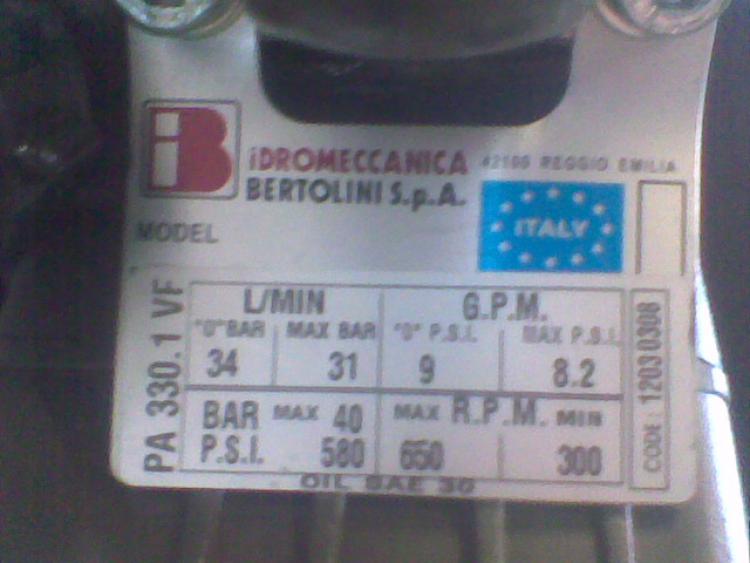 iB iDROMECCANICA 42100 REGGIO EMILIA
BERTOLINI S.p.A.
ITALY
MODEL
PA 330.1 VF
L/MIN G.P.M.
"0" BAR MAX BAR "0" P.S.I. MAX P.S.I.
34 31 9 8.2
BAR MAX 40 MAX R.P.M. MIN
P.S.I. 580 650 300
OIL SAE 30
CODE: 12030308